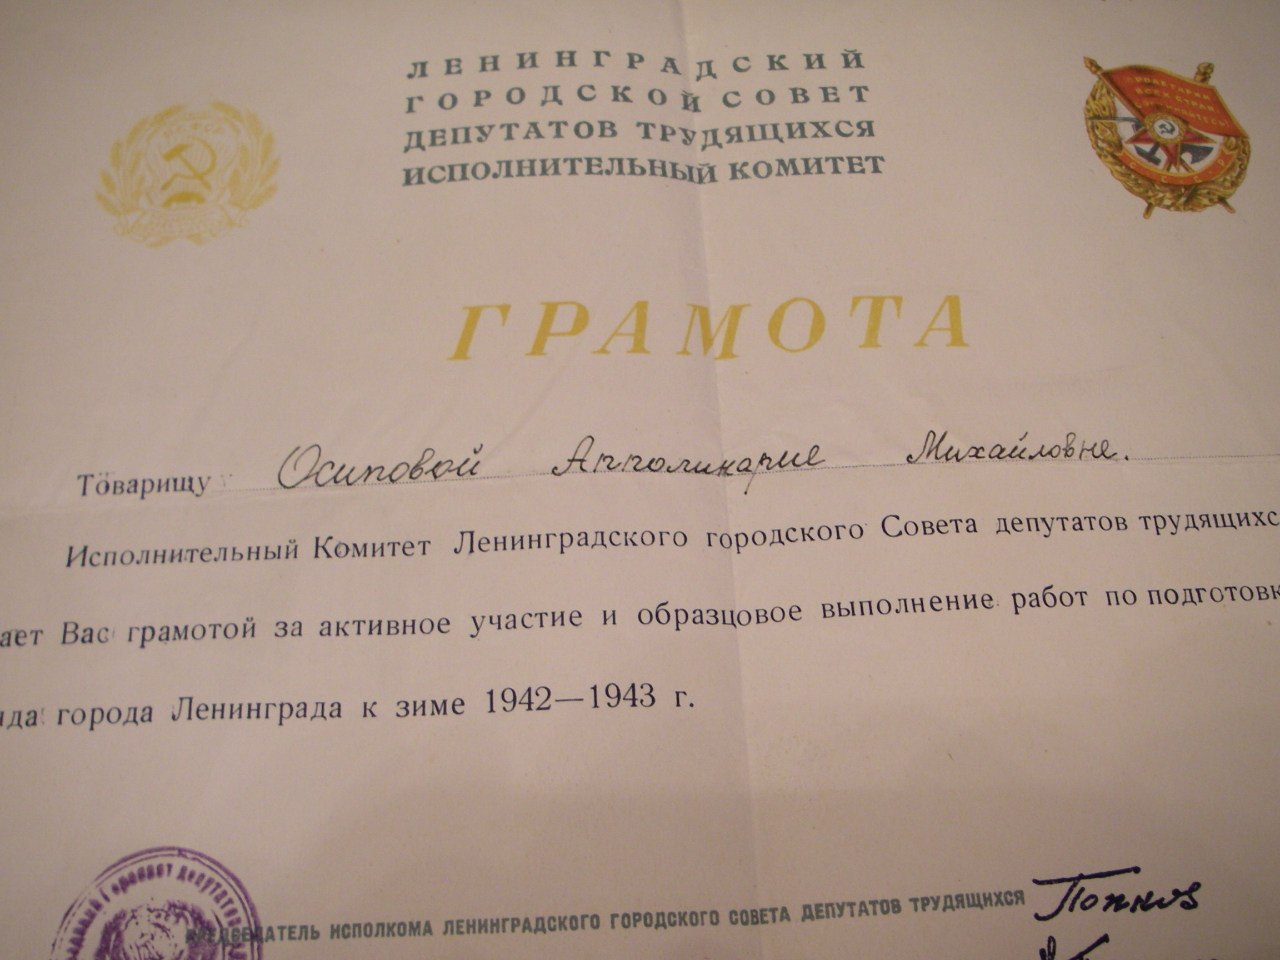 ЛЕНИНГРАДСКИЙ
ГОРОДСКОЙ СОВЕТ
ДЕПУТАТОВ ТРУДЯЩИХСЯ
ИСПОЛНИТЕЛЬНЫЙ КОМИТЕТ
ГРАМОТА
Товарищу Осиповой Апполинарие Михайловне.
Исполнительный Комитет Ленинградского городского Совета депутатов трудящихс
ает Вас грамотой за активное участие и образцовое выполнение работ по подготовк
да города Ленинграда к зиме 1942—1943 г.
ПРЕДСЕДАТЕЛЬ ИСПОЛКОМА ЛЕНИНГРАДСКОГО ГОРОДСКОГО СОВЕТА ДЕПУТАТОВ ТРУДЯЩИХСЯ Попков